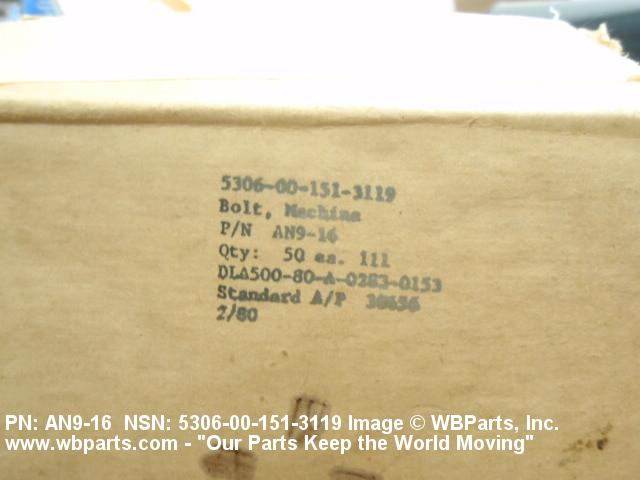 5306-00-151-3119
Bolt, Machine
P/N AN9-16
Qty: 50 ea. 111
DLA500-80-A-0283-0153
Standard A/P 30656
2/80
PN: AN9-16 NSN: 5306-00-151-3119 Image © WBParts, Inc.
www.wbparts.com - "Our Parts Keep the World Moving"